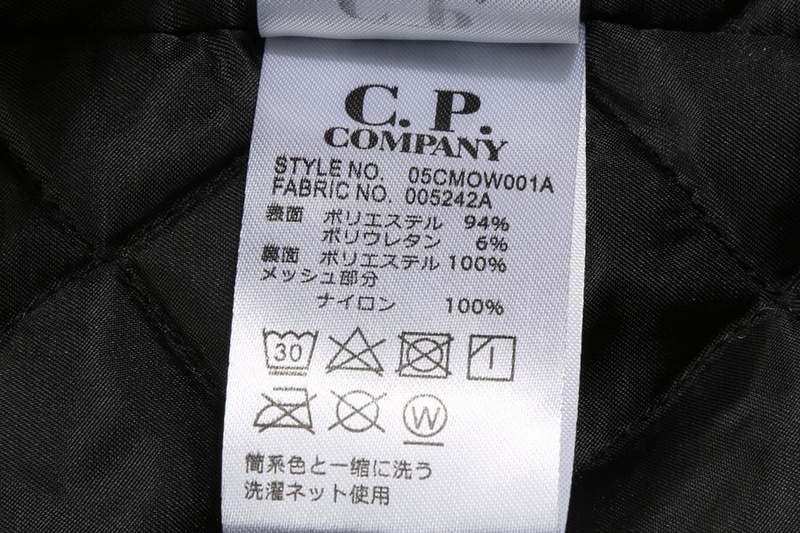 C. P.
COMPANY
STYLE NO. 05CMOW001A
FABRIC NO. 005242A
表面 ポリエステル 94%
ポリウレタン 6%
裏面 ポリエステル 100%
メッシュ部分
ナイロン 100%
30
W
簡系色と一缩に洗う
洗濯ネット使用